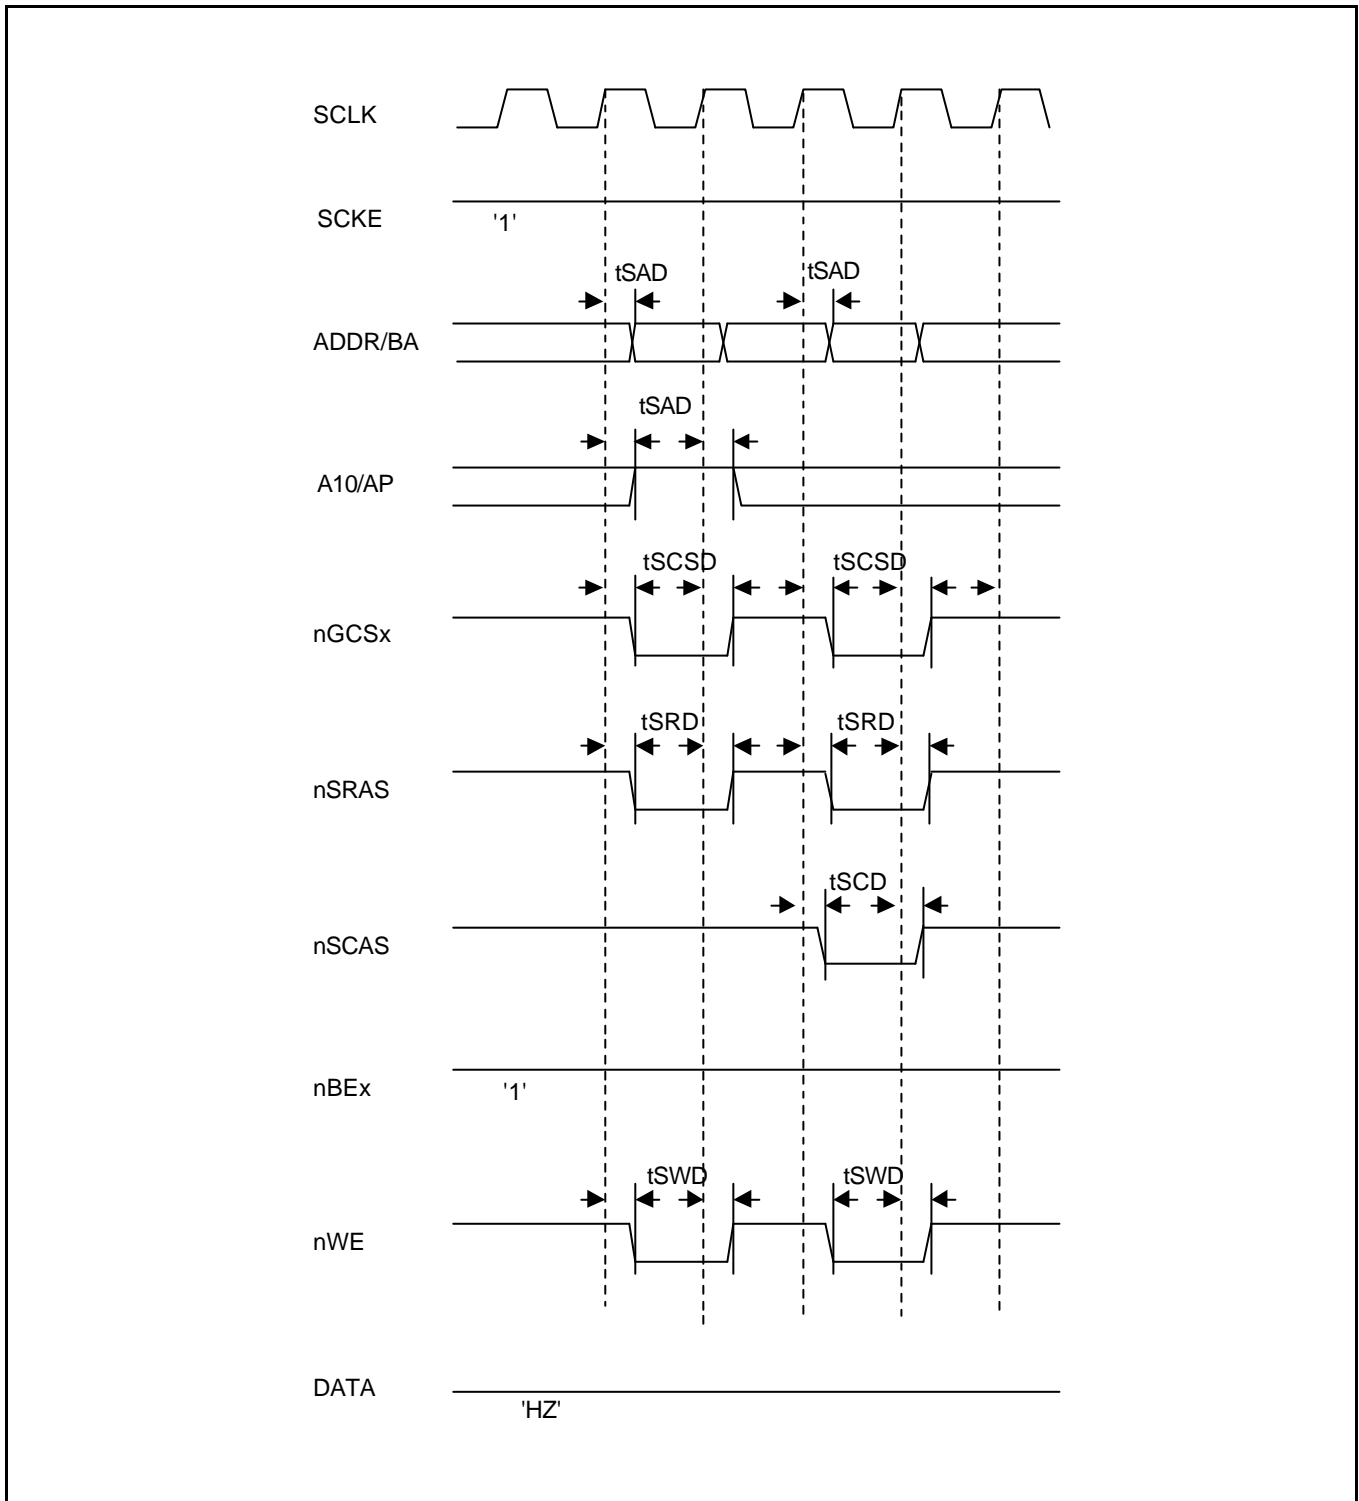 SCLK
SCKE
'1'
tSAD
tSAD
ADDR/BA
tSAD
A10/AP
tSCSD
tSCSD
nGCSx
tSRD
tSRD
nSRAS
tSCD
nSCAS
nBEx
'1'
tSWD
tSWD
nWE
DATA
'HZ'